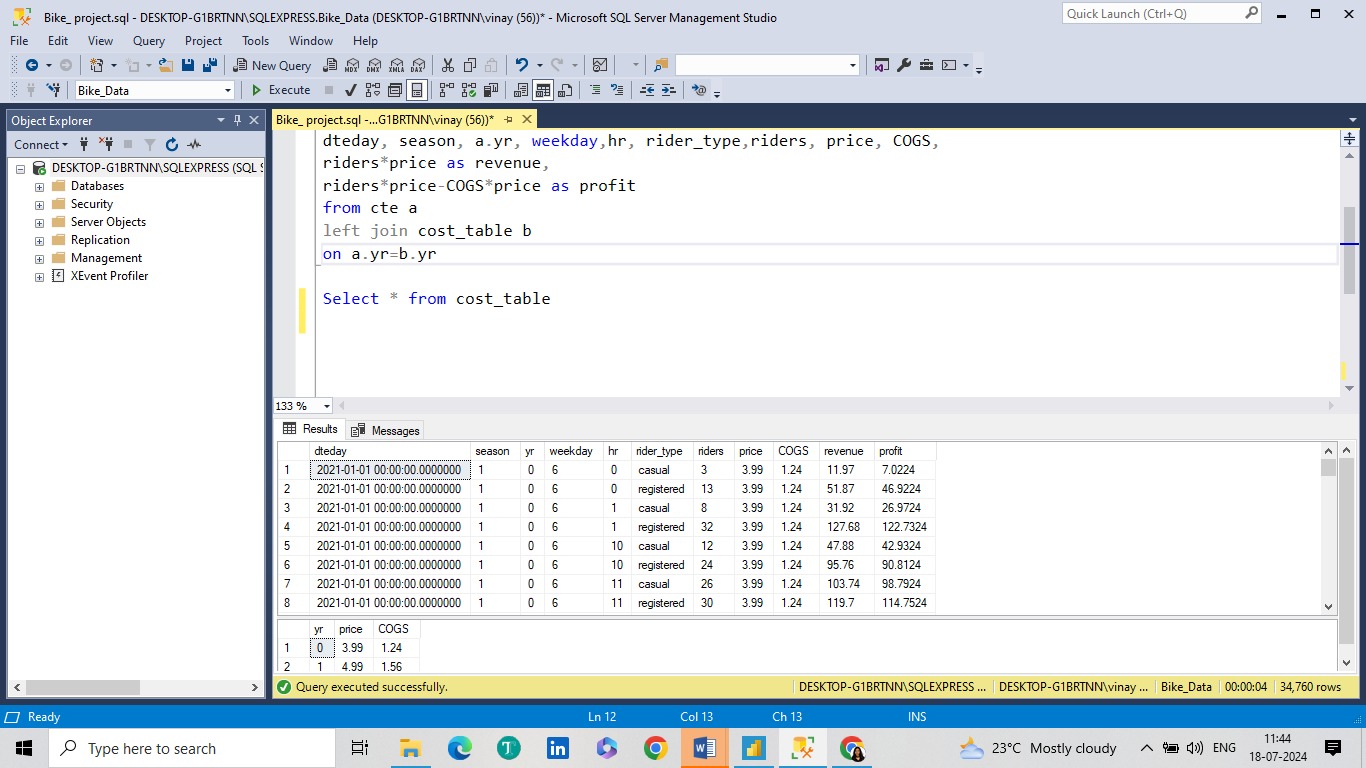 Bike_ project.sql - DESKTOP-G1BRTNN\SQLEXPRESS.Bike_Data (DESKTOP-G1BRTNN\vinay (56))* - Microsoft SQL Server Management Studio
Quick Launch (Ctrl+Q)
File Edit View Query Project Tools Window Help
New Query MDX DMX XMLA DAX
Bike_Data Execute
Object Explorer
Connect
DESKTOP-G1BRTNN\SQLEXPRESS (SQL S
Databases
Security
Server Objects
Replication
Management
XEvent Profiler
Bike_ project.sql -...G1BRTNN\vinay (56))*
dteday, season, a.yr, weekday,hr, rider_type,riders, price, COGS,
riders*price as revenue,
riders*price-COGS*price as profit
from cte a
left join cost_table b
on a.yr=b.yr
Select * from cost_table
133 %
Results Messages
dteday season yr weekday hr rider_type riders price COGS revenue profit
1 2021-01-01 00:00:00.0000000 1 0 6 0 casual 3 3.99 1.24 11.97 7.0224
2 2021-01-01 00:00:00.0000000 1 0 6 0 registered 13 3.99 1.24 51.87 46.9224
3 2021-01-01 00:00:00.0000000 1 0 6 1 casual 8 3.99 1.24 31.92 26.9724
4 2021-01-01 00:00:00.0000000 1 0 6 1 registered 32 3.99 1.24 127.68 122.7324
5 2021-01-01 00:00:00.0000000 1 0 6 10 casual 12 3.99 1.24 47.88 42.9324
6 2021-01-01 00:00:00.0000000 1 0 6 10 registered 24 3.99 1.24 95.76 90.8124
7 2021-01-01 00:00:00.0000000 1 0 6 11 casual 26 3.99 1.24 103.74 98.7924
8 2021-01-01 00:00:00.0000000 1 0 6 11 registered 30 3.99 1.24 119.7 114.7524
yr price COGS
1 0 3.99 1.24
2 1 4.99 1.56
Query executed successfully. DESKTOP-G1BRTNN\SQLEXPRESS ... DESKTOP-G1BRTNN\vinay ... Bike_Data 00:00:04 34,760 rows
Ready Ln 12 Col 13 Ch 13 INS
Type here to search 23°C Mostly cloudy ENG 11:44
18-07-2024